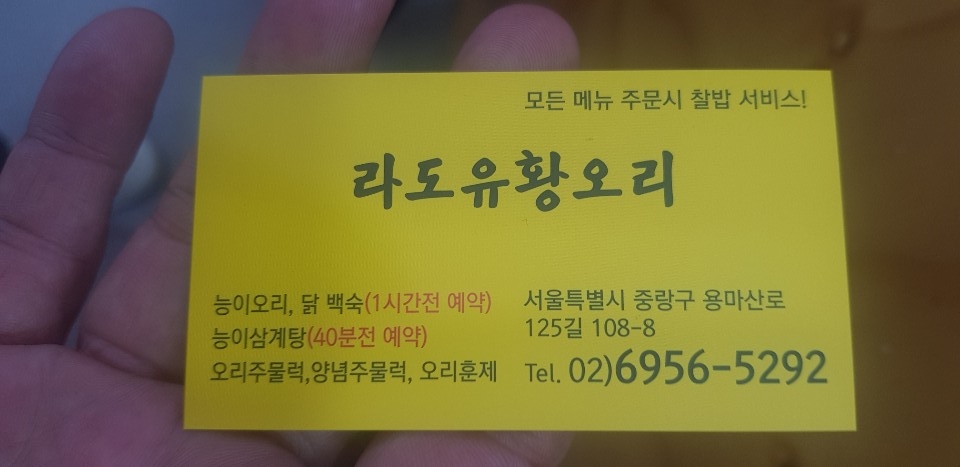 모든 메뉴 주문시 찰밥 서비스!
라도유황오리
능이오리, 닭 백숙(1시간전 예약)
능이삼계탕(40분전 예약)
오리주물럭,양념주물럭, 오리훈제
서울특별시 중랑구 용마산로
125길 108-8
Tel. 02)6956-5292